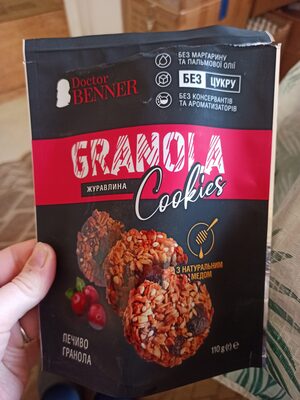 Doctor
BENNER
БЕЗ МАРГАРИНУ
ТА ПАЛЬМОВОЇ ОЛІЇ
БЕЗ ЦУКРУ
БЕЗ КОНСЕРВАНТІВ
ТА АРОМАТИЗАТОРІВ
GRANOLA
ЖУРАВЛИНА
Cookies
З НАТУРАЛЬНИМ
МЕДОМ
ПЕЧИВО
ГРАНОЛА
110 g (г) ℮